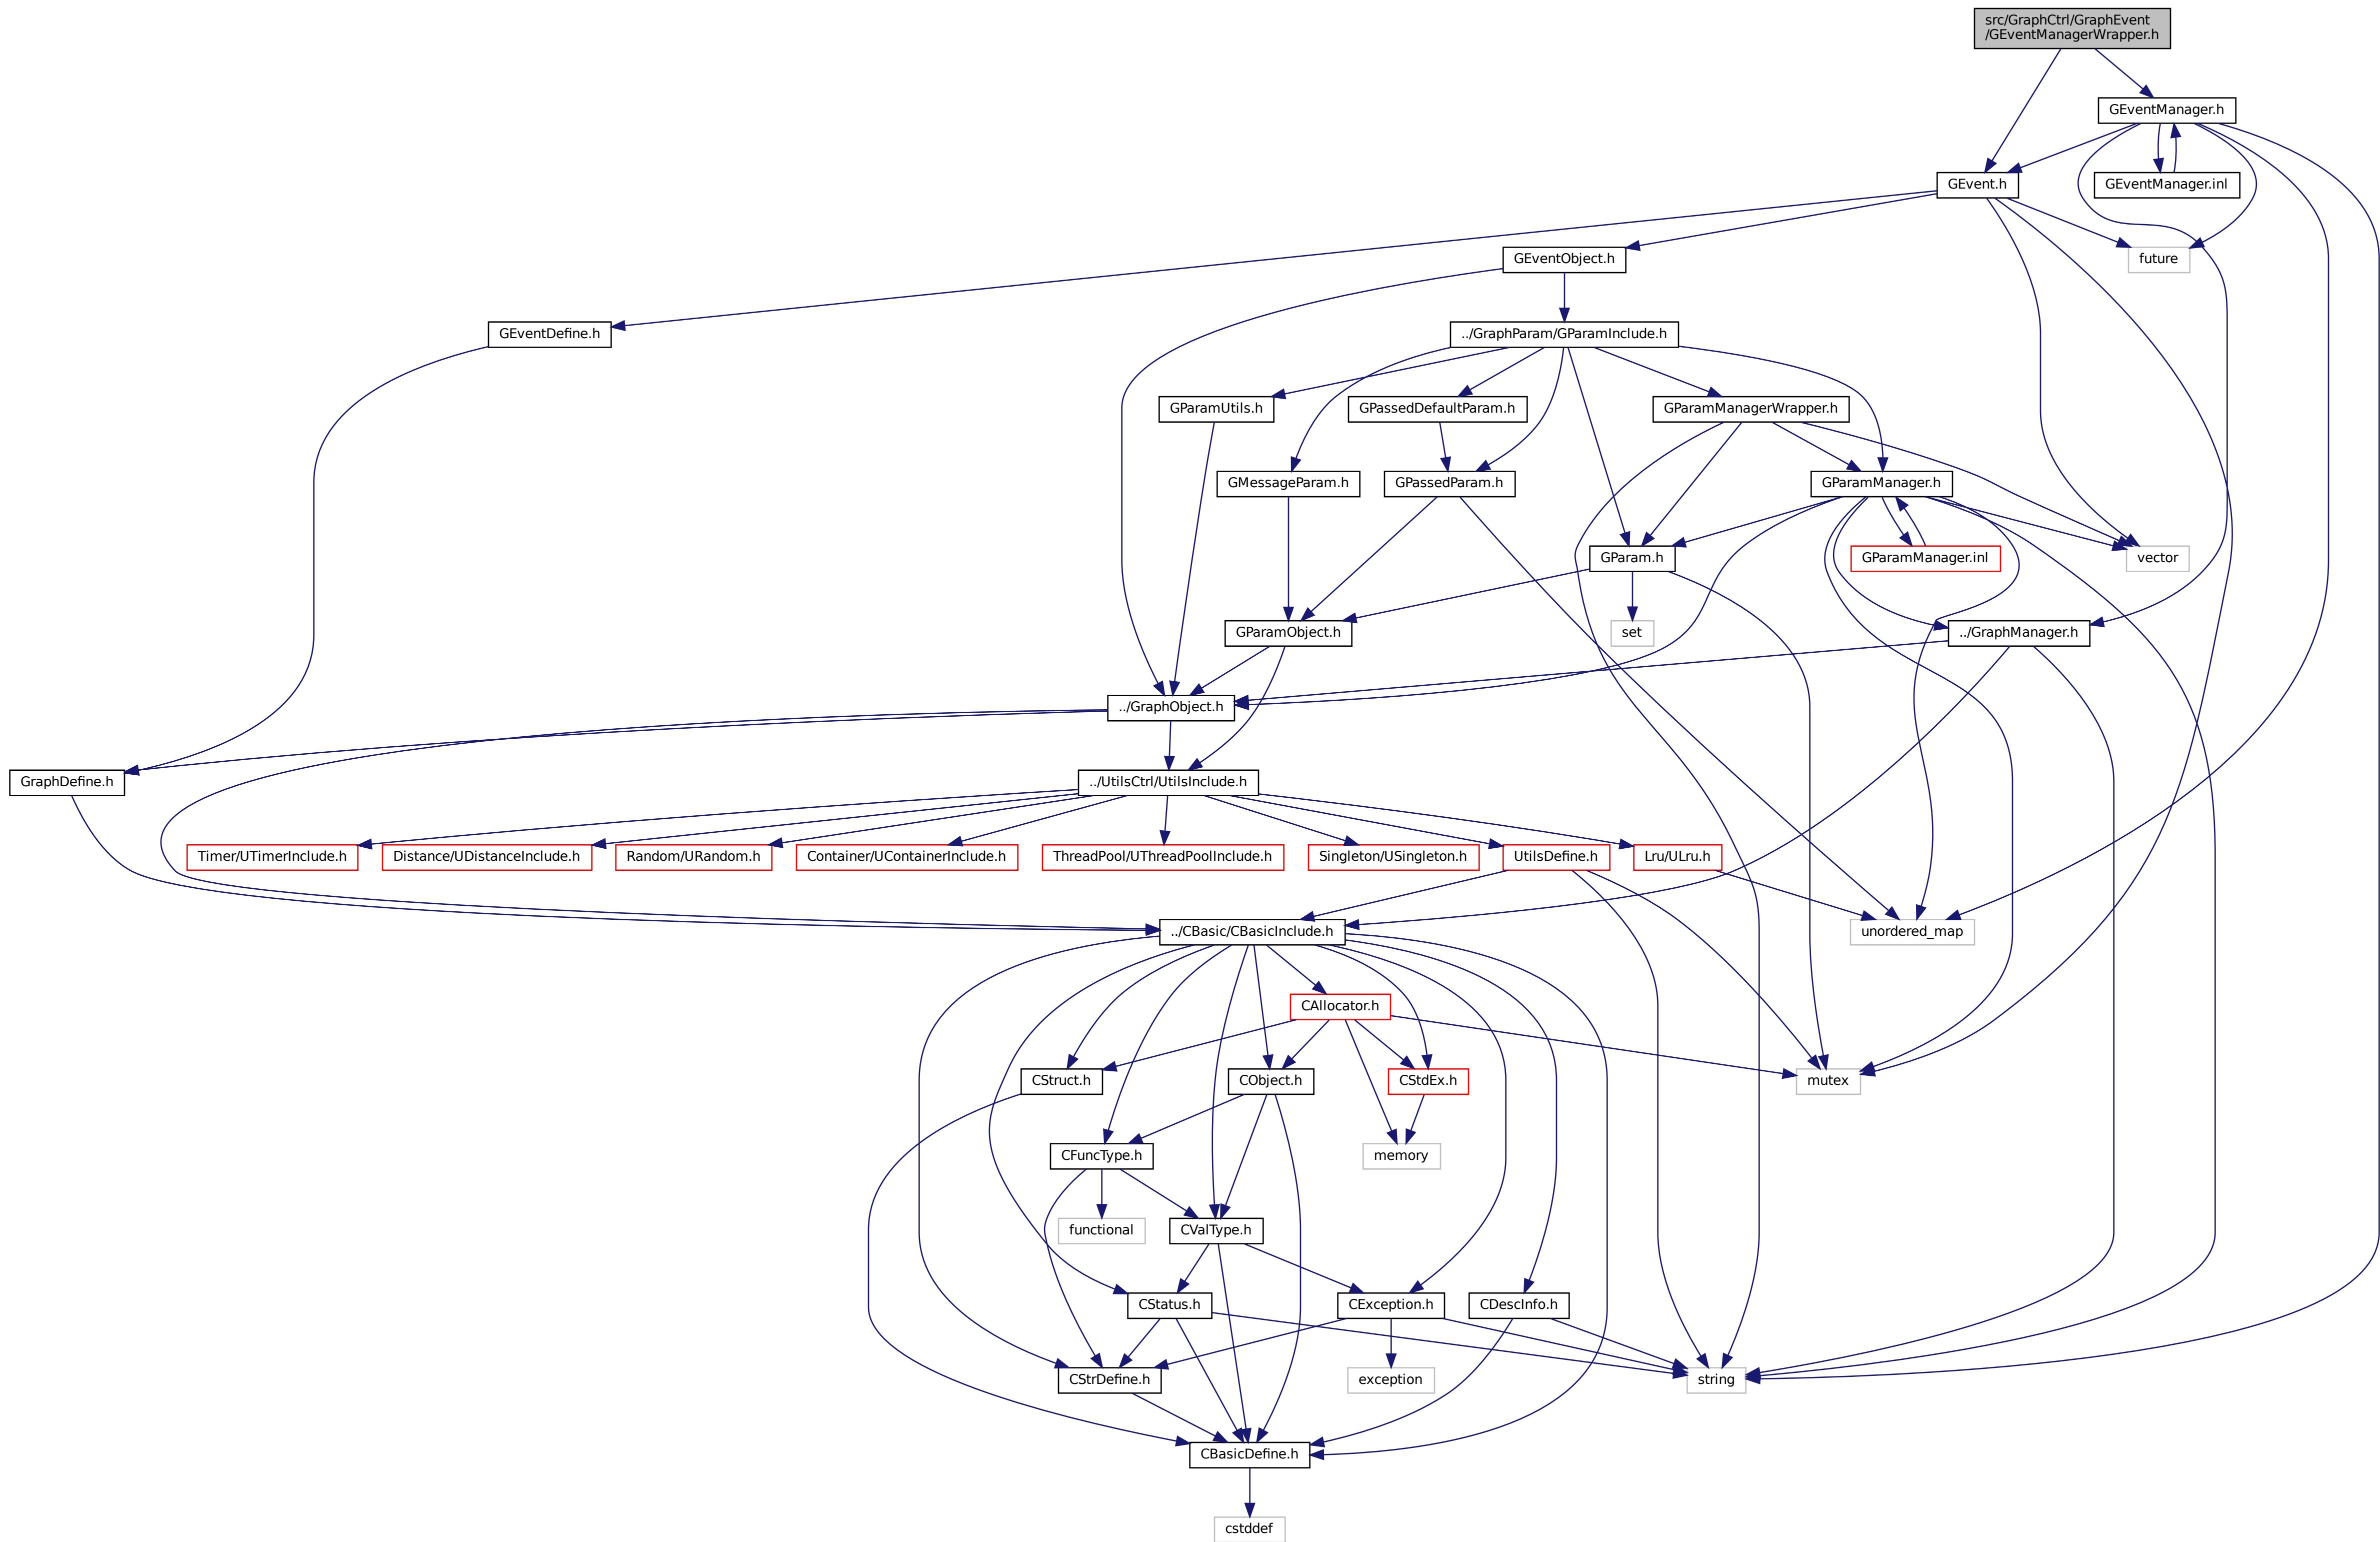 src/GraphCtrl/GraphEvent
/GEventManagerWrapper.h
GEventManager.h
GEvent.h
GEventManager.inl
GEventObject.h
future
GEventDefine.h
../GraphParam/GParamInclude.h
GParamUtils.h
GPassedDefaultParam.h
GParamManagerWrapper.h
GMessageParam.h
GPassedParam.h
GParamManager.h
GParam.h
GParamManager.inl
vector
GParamObject.h
set
../GraphManager.h
../GraphObject.h
GraphDefine.h
../UtilsCtrl/UtilsInclude.h
Timer/UTimerInclude.h
Distance/UDistanceInclude.h
Random/URandom.h
Container/UContainerInclude.h
ThreadPool/UThreadPoolInclude.h
Singleton/USingleton.h
UtilsDefine.h
Lru/ULru.h
../CBasic/CBasicInclude.h
unordered_map
CAllocator.h
CStruct.h
CObject.h
CStdEx.h
mutex
CFuncType.h
memory
functional
CValType.h
CStatus.h
CException.h
CDescInfo.h
CStrDefine.h
exception
string
CBasicDefine.h
cstddef